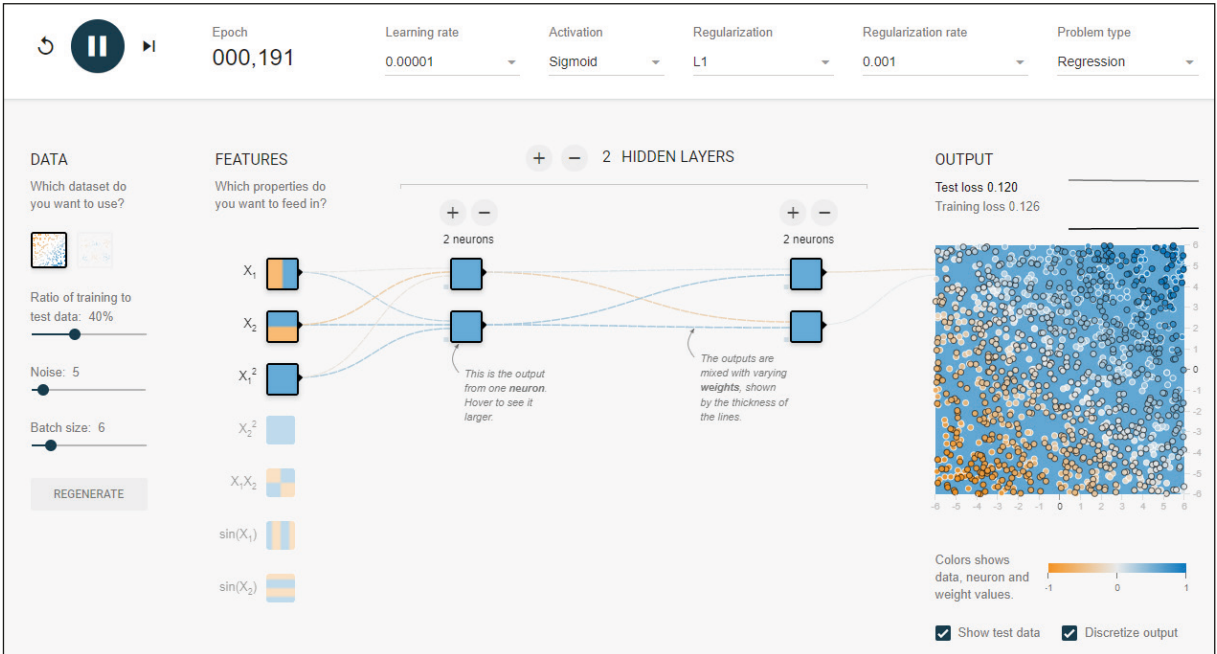 Epoch
000,191
Learning rate
0.00001
Activation
Sigmoid
Regularization
L1
Regularization rate
0.001
Problem type
Regression
DATA
Which dataset do
you want to use?
Ratio of training to
test data: 40%
Noise: 5
Batch size: 6
REGENERATE
FEATURES
Which properties do
you want to feed in?
X₁
X₂
X₁²
X₂²
X₁X₂
sin(X₁)
sin(X₂)
+ − 2 HIDDEN LAYERS
+ −
2 neurons
This is the output
from one neuron.
Hover to see it
larger.
+ −
2 neurons
The outputs are
mixed with varying
weights, shown
by the thickness of
the lines.
OUTPUT
Test loss 0.120
Training loss 0.126
6
5
4
3
2
1
0
-1
-2
-3
-4
-5
-6
-6 -5 -4 -3 -2 -1 0 1 2 3 4 5 6
Colors shows
data, neuron and
weight values.
-1 0 1
Show test data
Discretize output